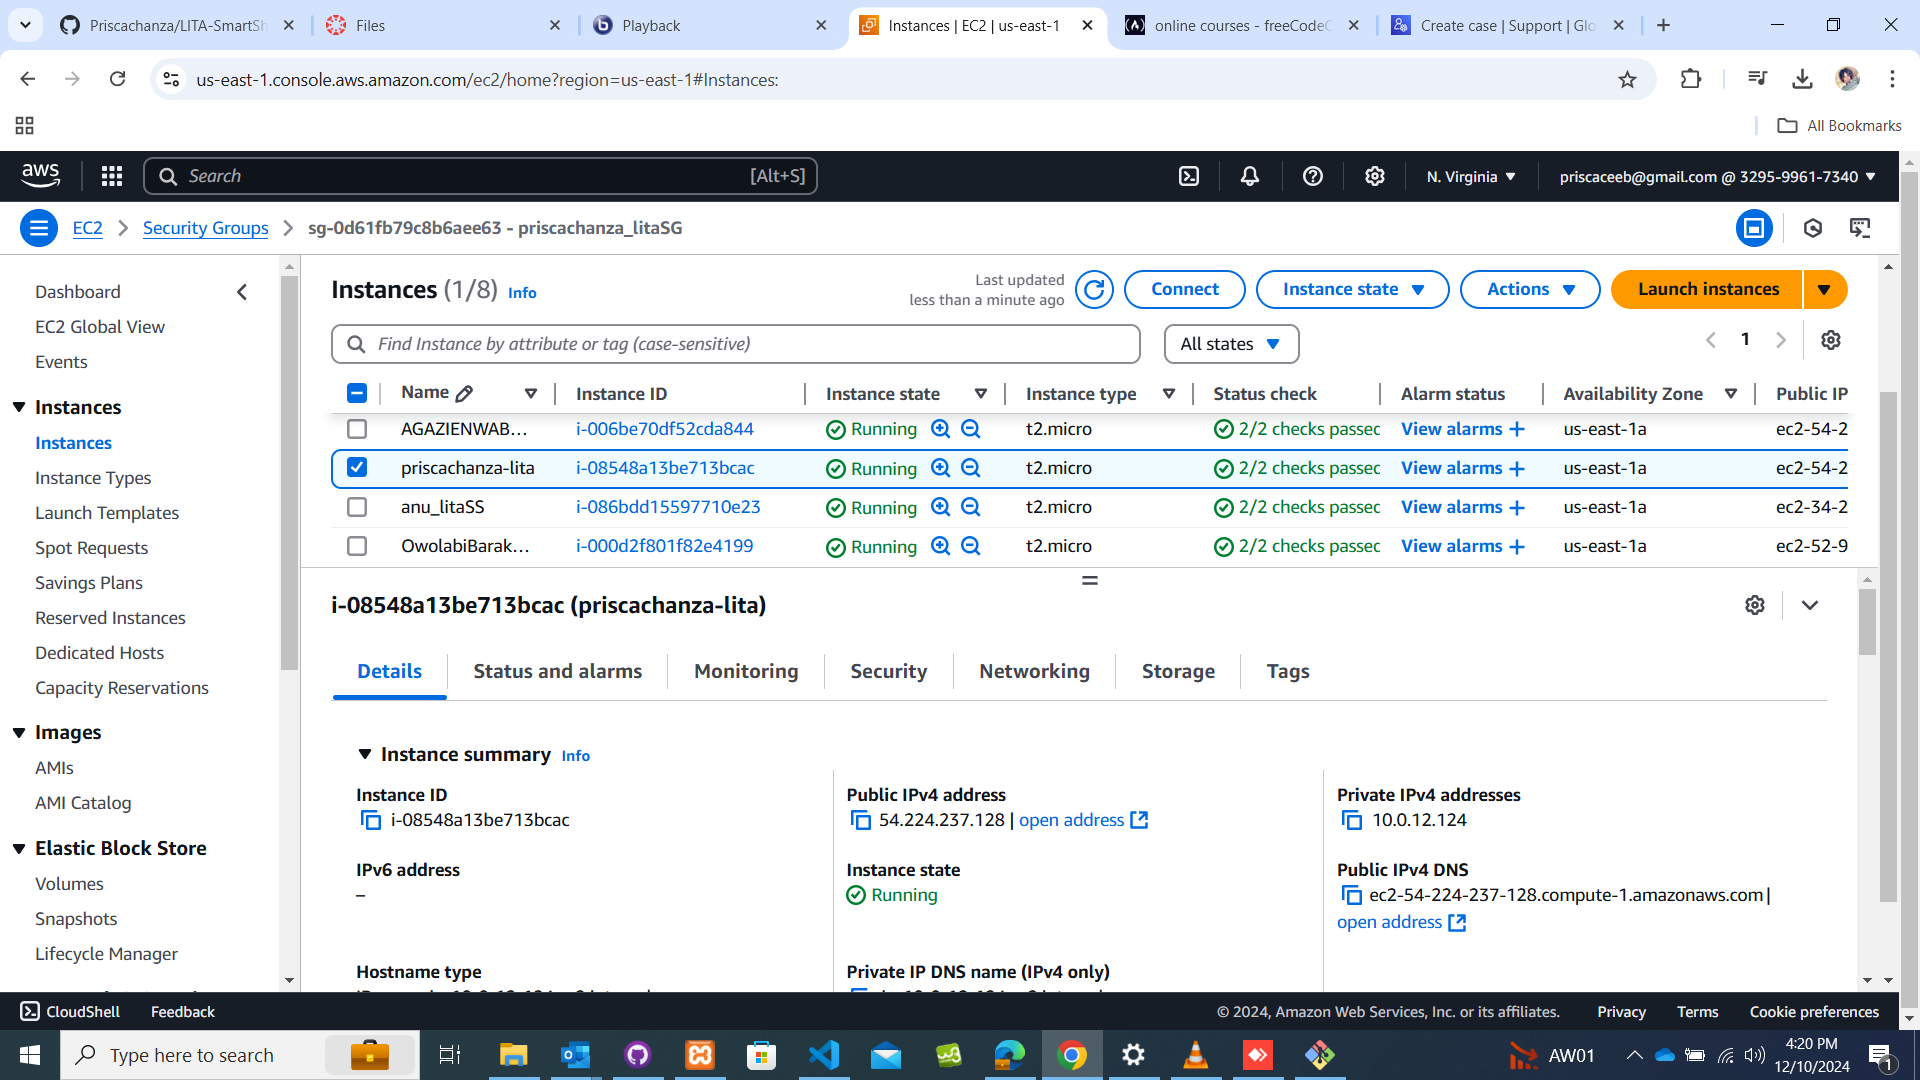 Priscachanza/LITA-SmartSh
Files
Playback
Instances | EC2 | us-east-1
online courses - freeCodeC
Create case | Support | Glo
us-east-1.console.aws.amazon.com/ec2/home?region=us-east-1#Instances:
All Bookmarks
aws
Search
[Alt+S]
N. Virginia
priscaceeb@gmail.com @ 3295-9961-7340
EC2
Security Groups
sg-0d61fb79c8b6aee63 - priscachanza_litaSG
Dashboard
EC2 Global View
Events
Instances
Instances
Instance Types
Launch Templates
Spot Requests
Savings Plans
Reserved Instances
Dedicated Hosts
Capacity Reservations
Images
AMIs
AMI Catalog
Elastic Block Store
Volumes
Snapshots
Lifecycle Manager
Instances (1/8) Info
Last updated
less than a minute ago
Connect
Instance state
Actions
Launch instances
Find Instance by attribute or tag (case-sensitive)
All states
1
Name Instance ID Instance state Instance type Status check Alarm status Availability Zone Public IP
AGAZIENWAB... i-006be70df52cda844 Running t2.micro 2/2 checks passec View alarms + us-east-1a ec2-54-2
priscachanza-lita i-08548a13be713bcac Running t2.micro 2/2 checks passec View alarms + us-east-1a ec2-54-2
anu_litaSS i-086bdd15597710e23 Running t2.micro 2/2 checks passec View alarms + us-east-1a ec2-34-2
OwolabiBarak... i-000d2f801f82e4199 Running t2.micro 2/2 checks passec View alarms + us-east-1a ec2-52-9
i-08548a13be713bcac (priscachanza-lita)
Details
Status and alarms
Monitoring
Security
Networking
Storage
Tags
Instance summary Info
Instance ID
i-08548a13be713bcac
Public IPv4 address
54.224.237.128 | open address
Private IPv4 addresses
10.0.12.124
IPv6 address
–
Instance state
Running
Public IPv4 DNS
ec2-54-224-237-128.compute-1.amazonaws.com |
open address
Hostname type
Private IP DNS name (IPv4 only)
CloudShell
Feedback
© 2024, Amazon Web Services, Inc. or its affiliates.
Privacy
Terms
Cookie preferences
Type here to search
AW01
4:20 PM
12/10/2024
1